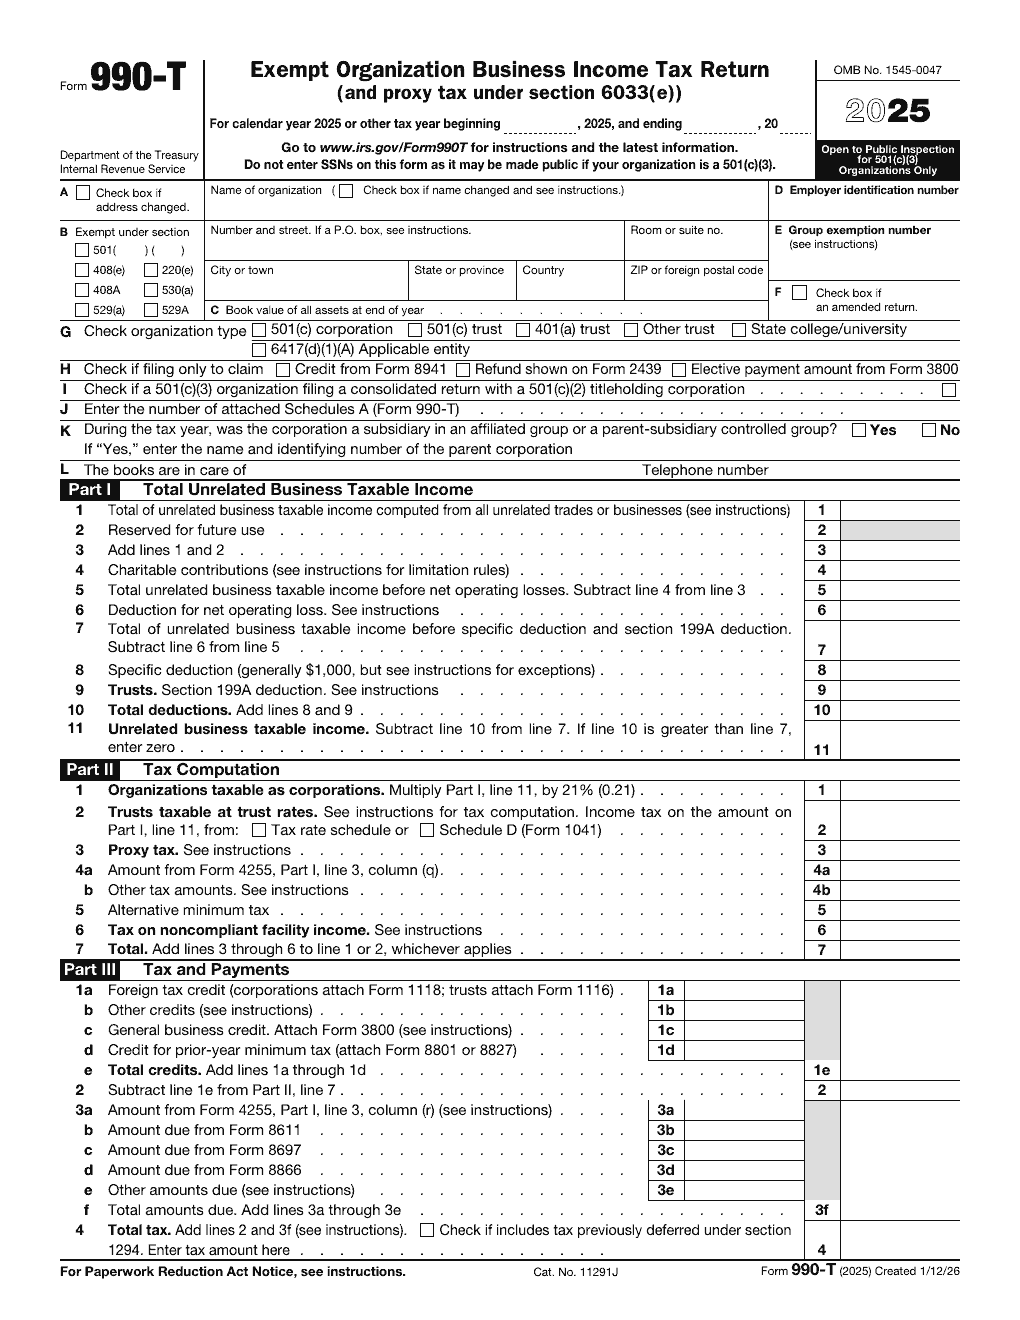 Form 990-T
Department of the Treasury
Internal Revenue Service
Exempt Organization Business Income Tax Return
(and proxy tax under section 6033(e))
For calendar year 2025 or other tax year beginning , 2025, and ending , 20
Go to www.irs.gov/Form990T for instructions and the latest information.
Do not enter SSNs on this form as it may be made public if your organization is a 501(c)(3).
OMB No. 1545-0047
2025
Open to Public Inspection
for 501(c)(3)
Organizations Only
A Check box if
address changed.
Name of organization ( Check box if name changed and see instructions.)
D Employer identification number
B Exempt under section
501( ) ( )
408(e) 220(e)
408A 530(a)
529(a) 529A
Number and street. If a P.O. box, see instructions.
Room or suite no.
E Group exemption number
(see instructions)
City or town
State or province
Country
ZIP or foreign postal code
C Book value of all assets at end of year . . . . . . . . . . .
F Check box if
an amended return.
G Check organization type 501(c) corporation 501(c) trust 401(a) trust Other trust State college/university
6417(d)(1)(A) Applicable entity
H Check if filing only to claim Credit from Form 8941 Refund shown on Form 2439 Elective payment amount from Form 3800
I Check if a 501(c)(3) organization filing a consolidated return with a 501(c)(2) titleholding corporation . . . . . . . . .
J Enter the number of attached Schedules A (Form 990-T) . . . . . . . . . . . . . . . . . . .
K During the tax year, was the corporation a subsidiary in an affiliated group or a parent-subsidiary controlled group? Yes No
If “Yes,” enter the name and identifying number of the parent corporation
L The books are in care of Telephone number
Part I Total Unrelated Business Taxable Income
1 Total of unrelated business taxable income computed from all unrelated trades or businesses (see instructions) 1
2 Reserved for future use . . . . . . . . . . . . . . . . . . . . . . . . . . 2
3 Add lines 1 and 2 . . . . . . . . . . . . . . . . . . . . . . . . . . . . 3
4 Charitable contributions (see instructions for limitation rules) . . . . . . . . . . . . . . 4
5 Total unrelated business taxable income before net operating losses. Subtract line 4 from line 3 . . 5
6 Deduction for net operating loss. See instructions . . . . . . . . . . . . . . . . . 6
7 Total of unrelated business taxable income before specific deduction and section 199A deduction.
Subtract line 6 from line 5 . . . . . . . . . . . . . . . . . . . . . . . . . 7
8 Specific deduction (generally $1,000, but see instructions for exceptions) . . . . . . . . . . 8
9 Trusts. Section 199A deduction. See instructions . . . . . . . . . . . . . . . . . 9
10 Total deductions. Add lines 8 and 9 . . . . . . . . . . . . . . . . . . . . . . 10
11 Unrelated business taxable income. Subtract line 10 from line 7. If line 10 is greater than line 7,
enter zero . . . . . . . . . . . . . . . . . . . . . . . . . . . . . . . 11
Part II Tax Computation
1 Organizations taxable as corporations. Multiply Part I, line 11, by 21% (0.21) . . . . . . . . 1
2 Trusts taxable at trust rates. See instructions for tax computation. Income tax on the amount on
Part I, line 11, from: Tax rate schedule or Schedule D (Form 1041) . . . . . . . . . 2
3 Proxy tax. See instructions . . . . . . . . . . . . . . . . . . . . . . . . . 3
4a Amount from Form 4255, Part I, line 3, column (q) . . . . . . . . . . . . . . . . . . 4a
b Other tax amounts. See instructions . . . . . . . . . . . . . . . . . . . . . . 4b
5 Alternative minimum tax . . . . . . . . . . . . . . . . . . . . . . . . . . 5
6 Tax on noncompliant facility income. See instructions . . . . . . . . . . . . . . . 6
7 Total. Add lines 3 through 6 to line 1 or 2, whichever applies . . . . . . . . . . . . . . 7
Part III Tax and Payments
1a Foreign tax credit (corporations attach Form 1118; trusts attach Form 1116) . 1a
b Other credits (see instructions) . . . . . . . . . . . . . . . . 1b
c General business credit. Attach Form 3800 (see instructions) . . . . . . 1c
d Credit for prior-year minimum tax (attach Form 8801 or 8827) . . . . . 1d
e Total credits. Add lines 1a through 1d . . . . . . . . . . . . . . . . . . . . . 1e
2 Subtract line 1e from Part II, line 7 . . . . . . . . . . . . . . . . . . . . . . . 2
3a Amount from Form 4255, Part I, line 3, column (r) (see instructions) . . . . 3a
b Amount due from Form 8611 . . . . . . . . . . . . . . . . 3b
c Amount due from Form 8697 . . . . . . . . . . . . . . . . 3c
d Amount due from Form 8866 . . . . . . . . . . . . . . . . 3d
e Other amounts due (see instructions) . . . . . . . . . . . . . 3e
f Total amounts due. Add lines 3a through 3e . . . . . . . . . . . . . . . . . . . 3f
4 Total tax. Add lines 2 and 3f (see instructions). Check if includes tax previously deferred under section
1294. Enter tax amount here . . . . . . . . . . . . . . . . 4
For Paperwork Reduction Act Notice, see instructions. Cat. No. 11291J Form 990-T (2025) Created 1/12/26